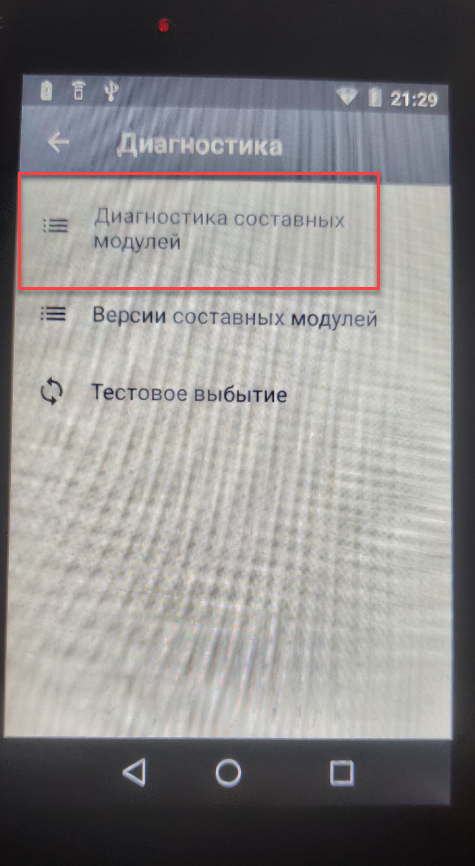 21:29
Диагностика
Диагностика составных
модулей
Версии составных модулей
Тестовое выбытие